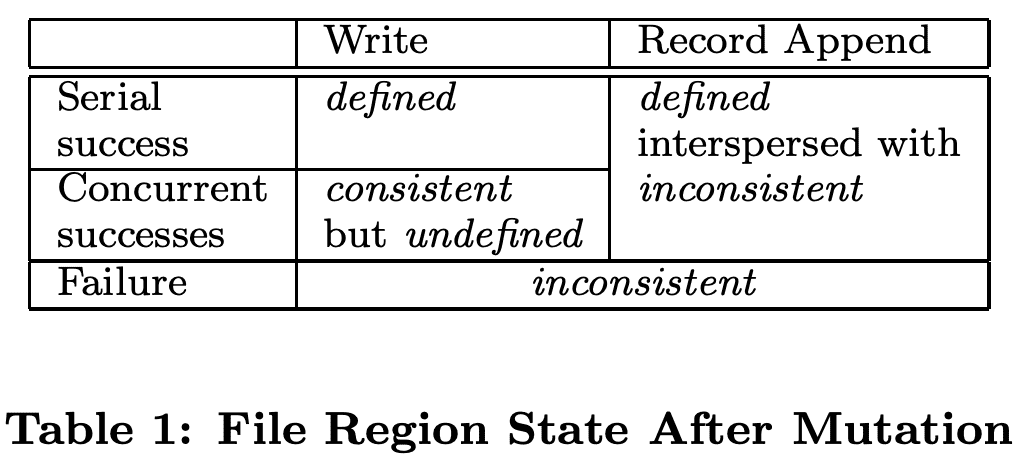 Write Record Append
Serial success defined defined interspersed with inconsistent
Concurrent successes consistent but undefined
Failure inconsistent
Table 1: File Region State After Mutation